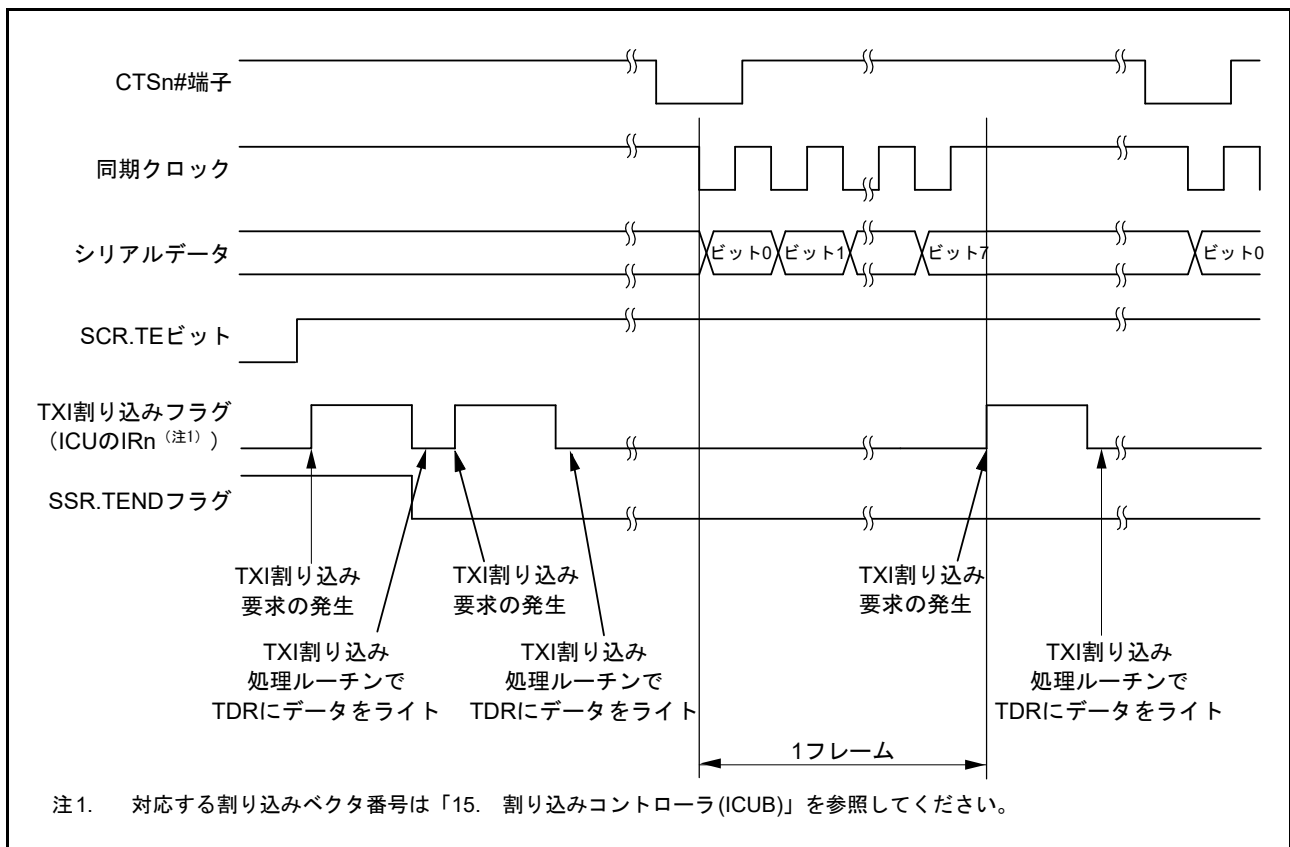 CTSn#端子
同期クロック
シリアルデータ
ビット0
ビット1
ビット7
ビット0
SCR.TEビット
TXI割り込みフラグ
（ICUのIRn（注1））
SSR.TENDフラグ
TXI割り込み
要求の発生
TXI割り込み
要求の発生
TXI割り込み
要求の発生
TXI割り込み
処理ルーチンで
TDRにデータをライト
TXI割り込み
処理ルーチンで
TDRにデータをライト
TXI割り込み
処理ルーチンで
TDRにデータをライト
1フレーム
注1. 対応する割り込みベクタ番号は「15. 割り込みコントローラ(ICUB)」を参照してください。